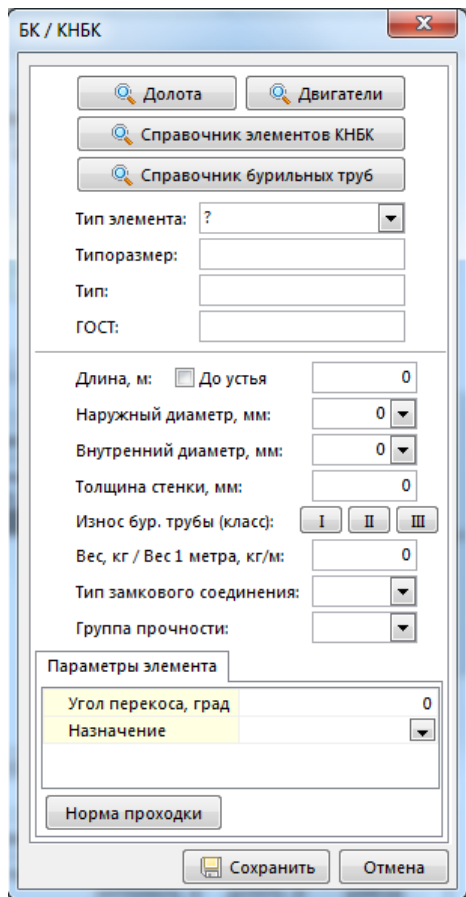 БК / КНБК
Долота Двигатели
Справочник элементов КНБК
Справочник бурильных труб
Тип элемента: ?
Типоразмер:
Тип:
ГОСТ:
Длина, м: До устья 0
Наружный диаметр, мм: 0
Внутренний диаметр, мм: 0
Толщина стенки, мм: 0
Износ бур. трубы (класс): I II III
Вес, кг / Вес 1 метра, кг/м: 0
Тип замкового соединения:
Группа прочности:
Параметры элемента
Угол перекоса, град 0
Назначение
Норма проходки
Сохранить Отмена